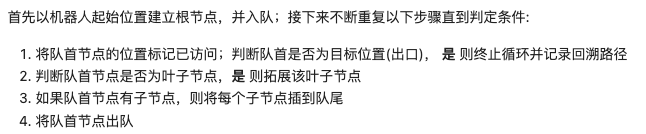 首先以机器人起始位置建立根节点，并入队；接下来不断重复以下步骤直到判定条件:
1. 将队首节点的位置标记已访问；判断队首是否为目标位置(出口)， 是 则终止循环并记录回溯路径
2. 判断队首节点是否为叶子节点，是 则拓展该叶子节点
3. 如果队首节点有子节点，则将每个子节点插到队尾
4. 将队首节点出队